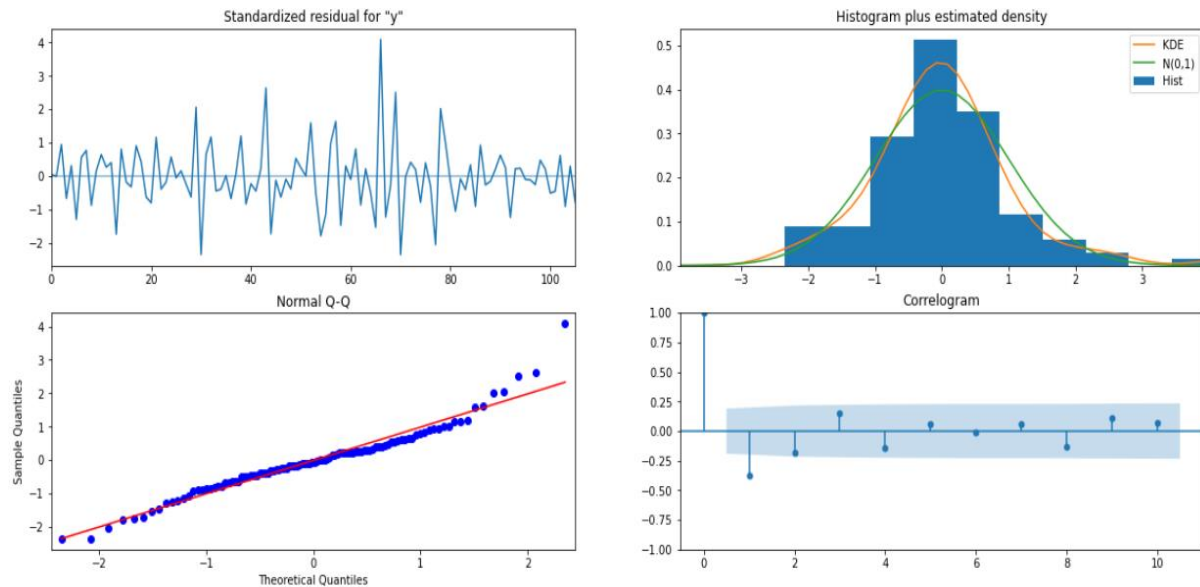 Standardized residual for "y"
4
3
2
1
0
−1
−2
0 20 40 60 80 100
Histogram plus estimated density
KDE
N(0,1)
Hist
0.5
0.4
0.3
0.2
0.1
0.0
−3 −2 −1 0 1 2 3
Normal Q-Q
Sample Quantiles
4
3
2
1
0
−1
−2
−2 −1 0 1 2
Theoretical Quantiles
Correlogram
1.00
0.75
0.50
0.25
0.00
−0.25
−0.50
−0.75
−1.00
0 2 4 6 8 10